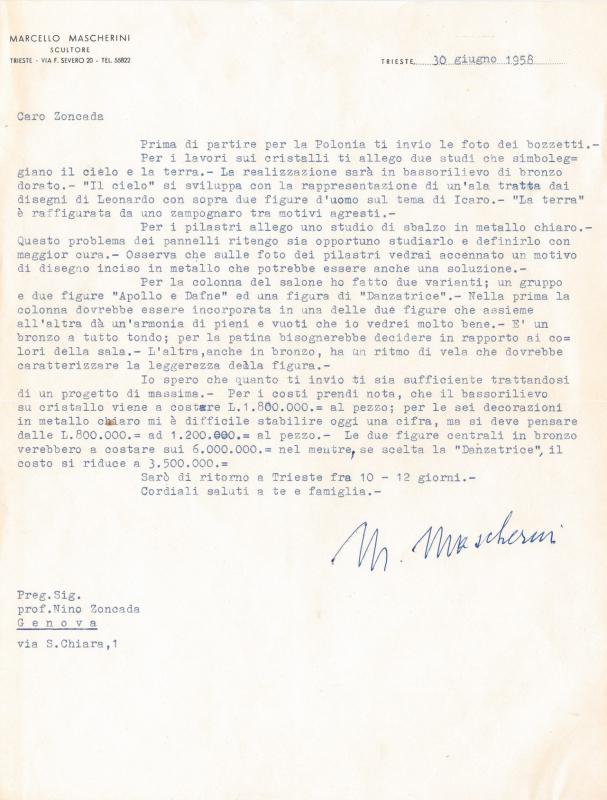 MARCELLO MASCHERINI
SCULTORE
TRIESTE - VIA F. SEVERO 20 - TEL. 55822
TRIESTE, 30 giugno 1958
Caro Zoncada
Prima di partire per la Polonia ti invio le foto dei bozzetti.-
Per i lavori sui cristalli ti allego due studi che simboleg=
giano il cielo e la terra.- La realizzazione sarà in bassorilievo di bronzo
dorato.- "Il cielo" si sviluppa con la rappresentazione di un'ala tratta dai
disegni di Leonardo con sopra due figure d'uomo sul tema di Icaro.- "La terra"
è raffigurata da uno zampognaro tra motivi agresti.-
Per i pilastri allego uno studio di sbalzo in metallo chiaro.-
Questo problema dei pannelli ritengo sia opportuno studiarlo e definirlo con
maggior cura.- Osserva che sulle foto dei pilastri vedrai accennato un motivo
di disegno inciso in metallo che potrebbe essere anche una soluzione.-
Per la colonna del salone ho fatto due varianti; un gruppo
e due figure "Apollo e Dafne" ed una figura di "Danzatrice".- Nella prima la
colonna dovrebbe essere incorporata in una delle due figure che assieme
all'altra dà un'armonia di pieni e vuoti che io vedrei molto bene.- E' un
bronzo a tutto tondo; per la patina bisognerebbe decidere in rapporto ai co=
lori della sala.- L'altra,anche in bronzo, ha un ritmo di vela che dovrebbe
caratterizzare la leggerezza della figura.-
Io spero che quanto ti invio ti sia sufficiente trattandosi
di un progetto di massima.- Per i costi prendi nota, che il bassorilievo
su cristallo viene a costare L.1.800.000.= al pezzo; per le sei decorazioni
in metallo chiaro mi è difficile stabilire oggi una cifra, ma si deve pensare
dalle L.800.000.= ad 1.200.000.= al pezzo.- Le due figure centrali in bronzo
verebbero a costare sui 6.000.000.= nel mentre, se scelta la "Danzatrice", il
costo si riduce a 3.500.000.=
Sarò di ritorno a Trieste fra 10 - 12 giorni.-
Cordiali saluti a te e famiglia.-
M. Mascherini
Preg.Sig.
prof.Nino Zoncada
G e n o v a
via S.Chiara,1